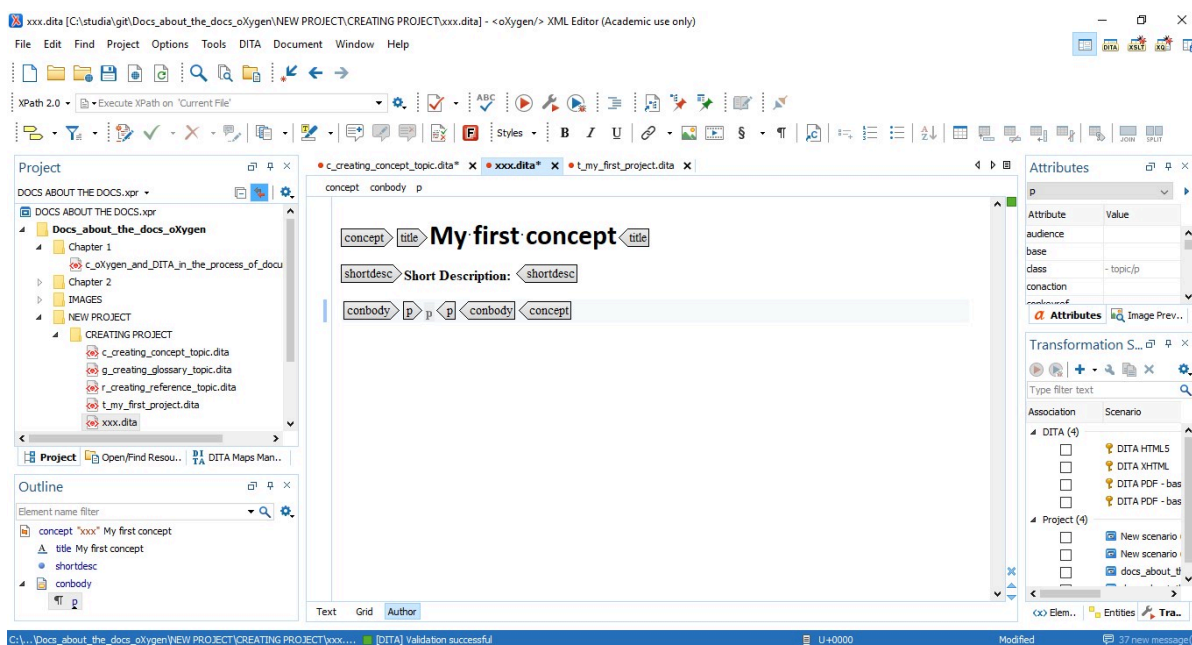 xxx.dita [C:\studia\git\Docs_about_the_docs_oXygen\NEW PROJECT\CREATING PROJECT\xxx.dita] - <oXygen/> XML Editor (Academic use only)
File Edit Find Project Options Tools DITA Document Window Help
DITA XSLT XQ
XPath 2.0 Execute XPath on 'Current File' ABC
F Styles B I U § ¶ JOIN SPLIT
Project
DOCS ABOUT THE DOCS.xpr
DOCS ABOUT THE DOCS.xpr
Docs_about_the_docs_oXygen
Chapter 1
c_oXygen_and_DITA_in_the_process_of_docu
Chapter 2
IMAGES
NEW PROJECT
CREATING PROJECT
c_creating_concept_topic.dita
g_creating_glossary_topic.dita
r_creating_reference_topic.dita
t_my_first_project.dita
xxx.dita
Project Open/Find Resou.. DITA Maps Man..
Outline
Element name filter
concept "xxx" My first concept
title My first concept
shortdesc
conbody
¶ p
c_creating_concept_topic.dita* xxx.dita* t_my_first_project.dita
concept conbody p
concept title My first concept title
shortdesc Short Description: shortdesc
conbody p p p conbody concept
Text Grid Author
Attributes
p
Attribute Value
audience
base
class - topic/p
conaction
Attributes Image Prev..
Transformation S...
Type filter text
Association Scenario
DITA (4)
DITA HTML5
DITA XHTML
DITA PDF - bas
DITA PDF - bas
Project (4)
New scenario
New scenario
docs_about_th
Elem.. Entities Tra..
C:\...\Docs_about_the_docs_oXygen\NEW PROJECT\CREATING PROJECT\xxx.... [DITA] Validation successful U+0000 Modified 37 new message